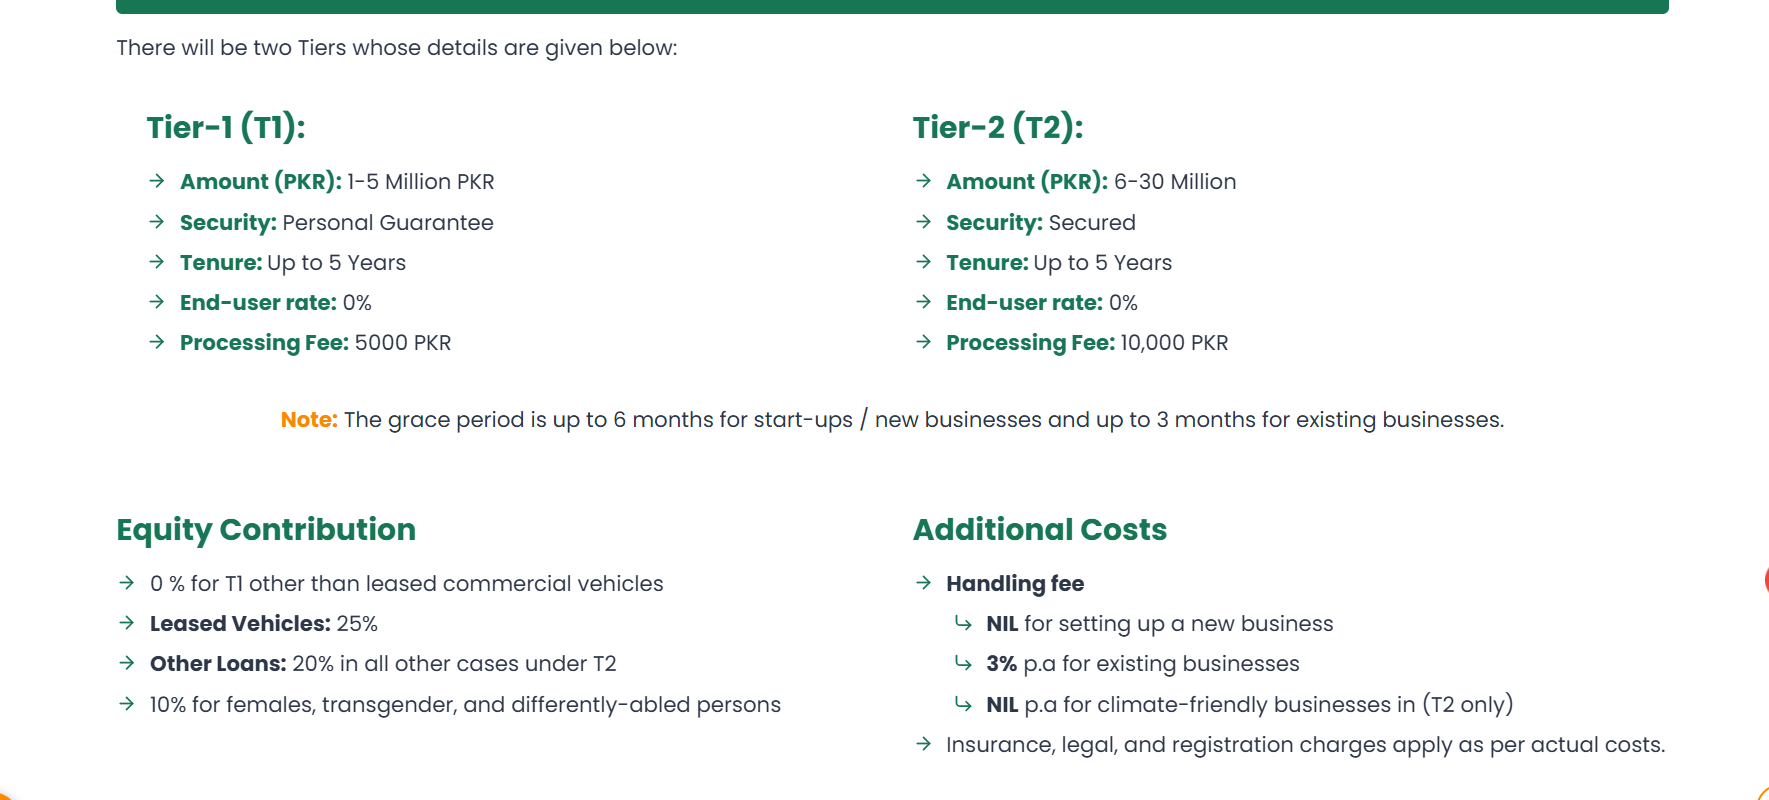 There will be two Tiers whose details are given below:
Tier-1 (T1):
Amount (PKR): 1-5 Million PKR
Security: Personal Guarantee
Tenure: Up to 5 Years
End-user rate: 0%
Processing Fee: 5000 PKR
Tier-2 (T2):
Amount (PKR): 6-30 Million
Security: Secured
Tenure: Up to 5 Years
End-user rate: 0%
Processing Fee: 10,000 PKR
Note: The grace period is up to 6 months for start-ups / new businesses and up to 3 months for existing businesses.
Equity Contribution
0 % for T1 other than leased commercial vehicles
Leased Vehicles: 25%
Other Loans: 20% in all other cases under T2
10% for females, transgender, and differently-abled persons
Additional Costs
Handling fee
NIL for setting up a new business
3% p.a for existing businesses
NIL p.a for climate-friendly businesses in (T2 only)
Insurance, legal, and registration charges apply as per actual costs.